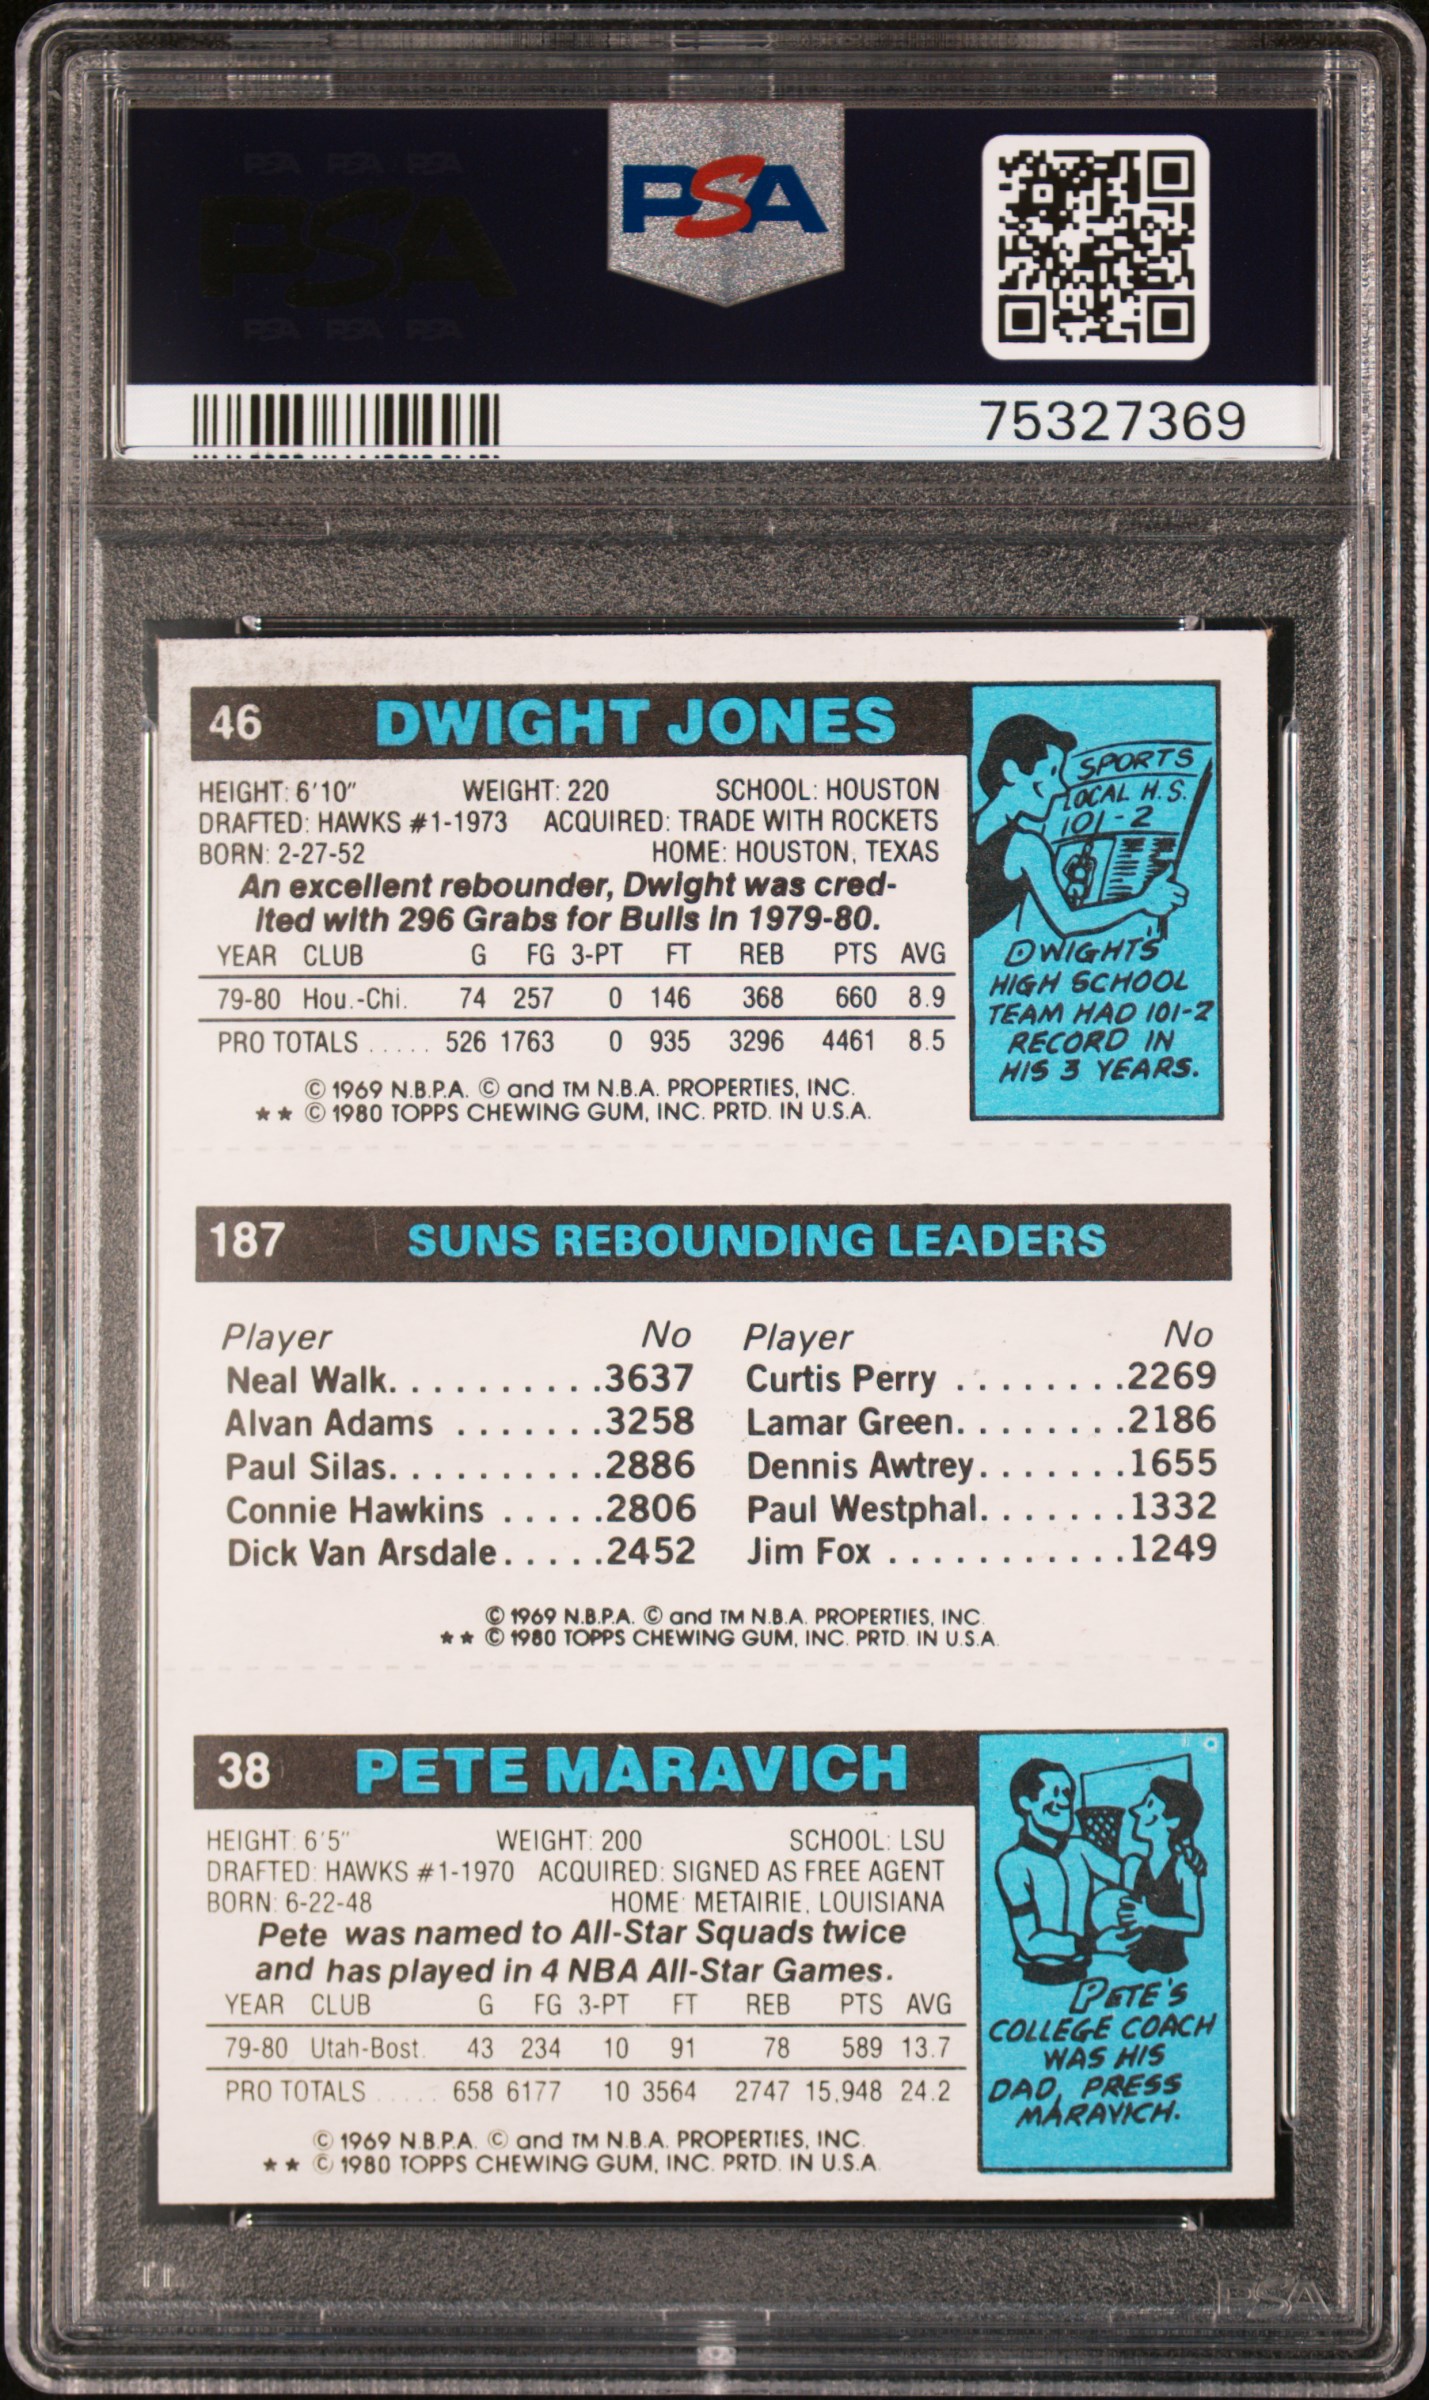 PSA PSA PSA
PSA
PSA PSA PSA
PSA
75327369
46 DWIGHT JONES
HEIGHT: 6'10" WEIGHT: 220 SCHOOL: HOUSTON
DRAFTED: HAWKS #1-1973 ACQUIRED: TRADE WITH ROCKETS
BORN: 2-27-52 HOME: HOUSTON, TEXAS
An excellent rebounder, Dwight was cred-
ited with 296 Grabs for Bulls in 1979-80.
YEAR CLUB G FG 3-PT FT REB PTS AVG
79-80 Hou.-Chi. 74 257 0 146 368 660 8.9
PRO TOTALS ..... 526 1763 0 935 3296 4461 8.5
© 1969 N.B.P.A. © and TM N.B.A. PROPERTIES, INC.
★ ★ © 1980 TOPPS CHEWING GUM, INC. PRTD. IN U.S.A.
SPORTS
LOCAL H.S.
101-2
DWIGHT'S
HIGH SCHOOL
TEAM HAD 101-2
RECORD IN
HIS 3 YEARS.
187 SUNS REBOUNDING LEADERS
Player No Player No
Neal Walk..........3637 Curtis Perry ........2269
Alvan Adams .......3258 Lamar Green........2186
Paul Silas..........2886 Dennis Awtrey.......1655
Connie Hawkins .....2806 Paul Westphal.......1332
Dick Van Arsdale.....2452 Jim Fox ...........1249
© 1969 N.B.P.A. © and TM N.B.A. PROPERTIES, INC.
★ ★ © 1980 TOPPS CHEWING GUM, INC. PRTD. IN U.S.A.
38 PETE MARAVICH
HEIGHT: 6'5" WEIGHT: 200 SCHOOL: LSU
DRAFTED: HAWKS #1-1970 ACQUIRED: SIGNED AS FREE AGENT
BORN: 6-22-48 HOME: METAIRIE, LOUISIANA
Pete was named to All-Star Squads twice
and has played in 4 NBA All-Star Games.
YEAR CLUB G FG 3-PT FT REB PTS AVG
79-80 Utah-Bost. 43 234 10 91 78 589 13.7
PRO TOTALS ..... 658 6177 10 3564 2747 15,948 24.2
© 1969 N.B.P.A. © and TM N.B.A. PROPERTIES, INC.
★ ★ © 1980 TOPPS CHEWING GUM, INC. PRTD. IN U.S.A.
PETE'S
COLLEGE COACH
WAS HIS
DAD, PRESS
MARAVICH.
PSA